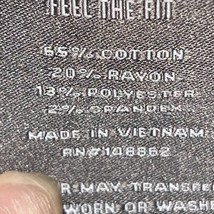 FEEL THE FIT
65% COTTON
20% RAYON
13% POLYESTER
2% SPANDEX
MADE IN VIETNAM
RN#148862
MAY TRANSFER
WORN OR WASHE